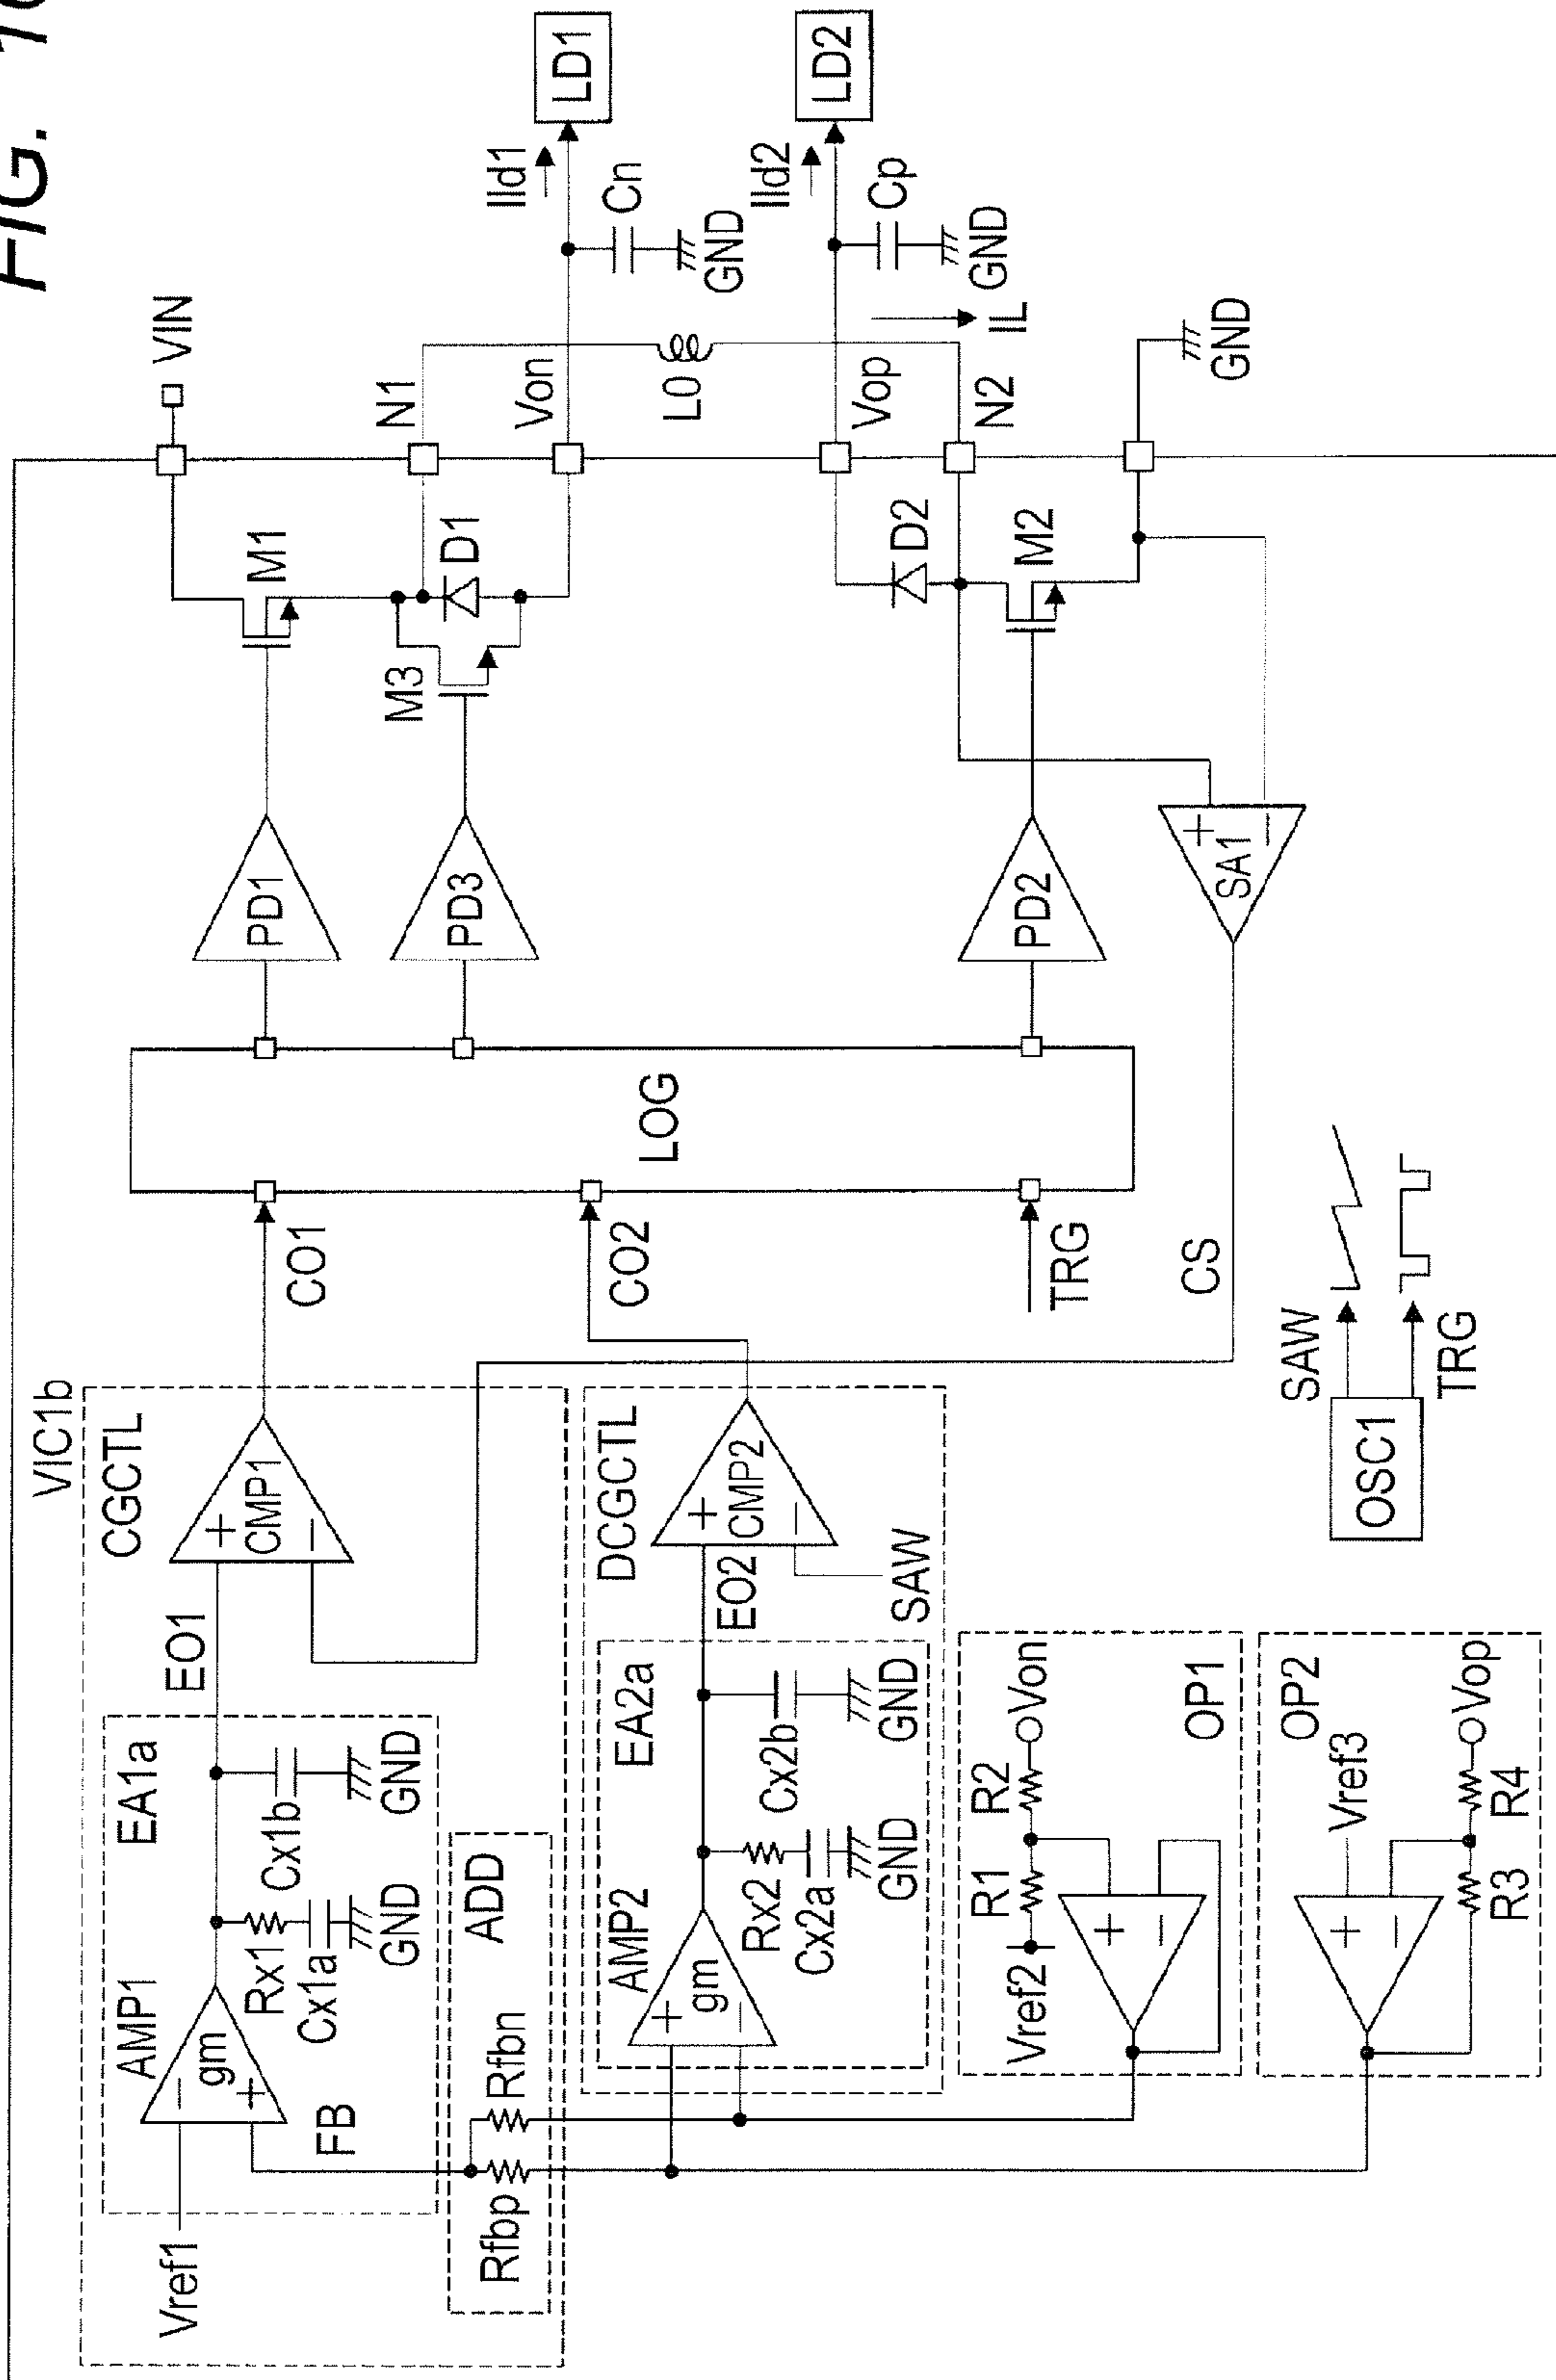 FIG. 1
VIN
N1
Von
Vop
N2
GND
L0
IL
Ild1
LD1
Cn
GND
Ild2
LD2
Cp
GND
M1
D1
M3
D2
M2
PD1
PD3
PD2
+
−
SA1
LOG
CO1
CO2
TRG
CS
VIC1b
CGCTL
+
−
CMP1
EO1
EA1a
AMP1
gm
−
+
Rx1
Cx1a
GND
Cx1b
GND
Vref1
FB
ADD
Rfbp
Rfbn
DCGCTL
+
−
CMP2
EO2
SAW
EA2a
AMP2
gm
+
−
Rx2
Cx2a
GND
Cx2b
GND
OP1
Von
R2
R1
Vref2
+
−
OP2
Vref3
Vop
R4
R3
+
−
OSC1
SAW
TRG